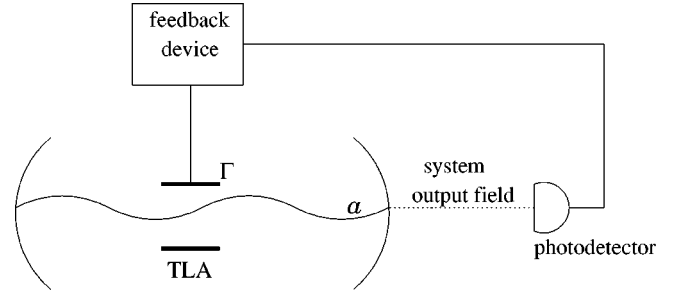 feedback
device
Γ
system
output field
a
photodetector
TLA